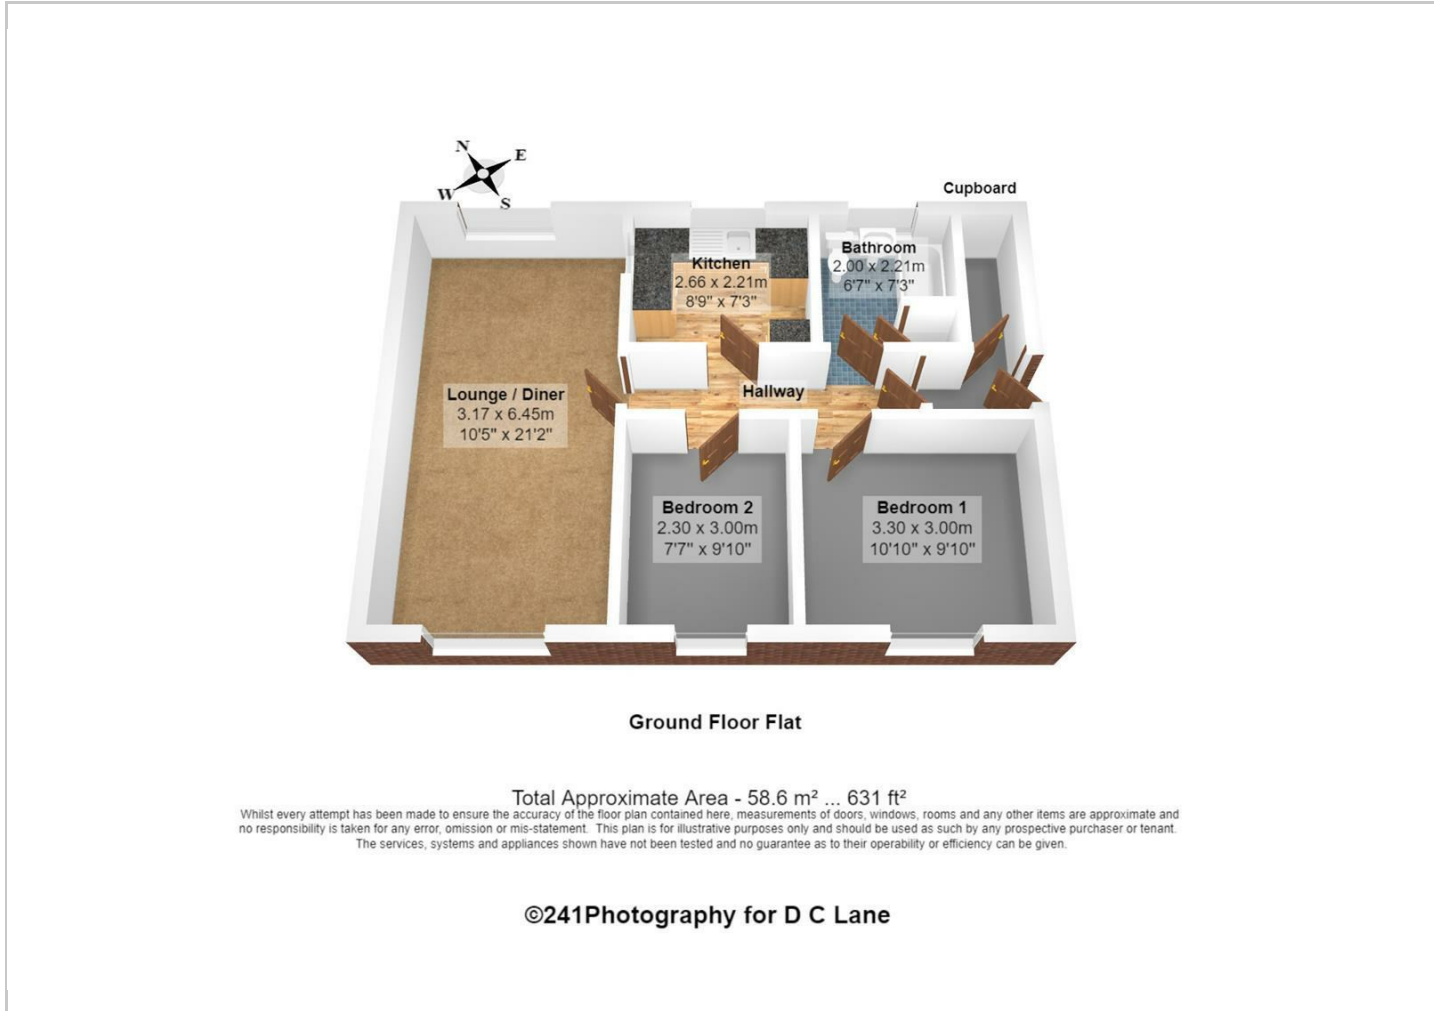 N
E
W
S
Cupboard
Kitchen
2.66 x 2.21m
8'9" x 7'3"
Bathroom
2.00 x 2.21m
6'7" x 7'3"
Lounge / Diner
3.17 x 6.45m
10'5" x 21'2"
Hallway
Bedroom 2
2.30 x 3.00m
7'7" x 9'10"
Bedroom 1
3.30 x 3.00m
10'10" x 9'10"
Ground Floor Flat
Total Approximate Area - 58.6 m² ... 631 ft²
Whilst every attempt has been made to ensure the accuracy of the floor plan contained here, measurements of doors, windows, rooms and any other items are approximate and
no responsibility is taken for any error, omission or mis-statement. This plan is for illustrative purposes only and should be used as such by any prospective purchaser or tenant.
The services, systems and appliances shown have not been tested and no guarantee as to their operability or efficiency can be given.
©241Photography for D C Lane